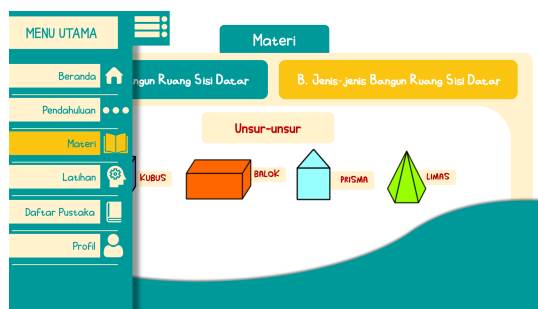 MENU UTAMA
Beranda
Pendahuluan
Materi
Latihan
Daftar Pustaka
Profil
Materi
ngun Ruang Sisi Datar
B. Jenis-jenis Bangun Ruang Sisi Datar
Unsur-unsur
KUBUS
BALOK
PRISMA
LIMAS